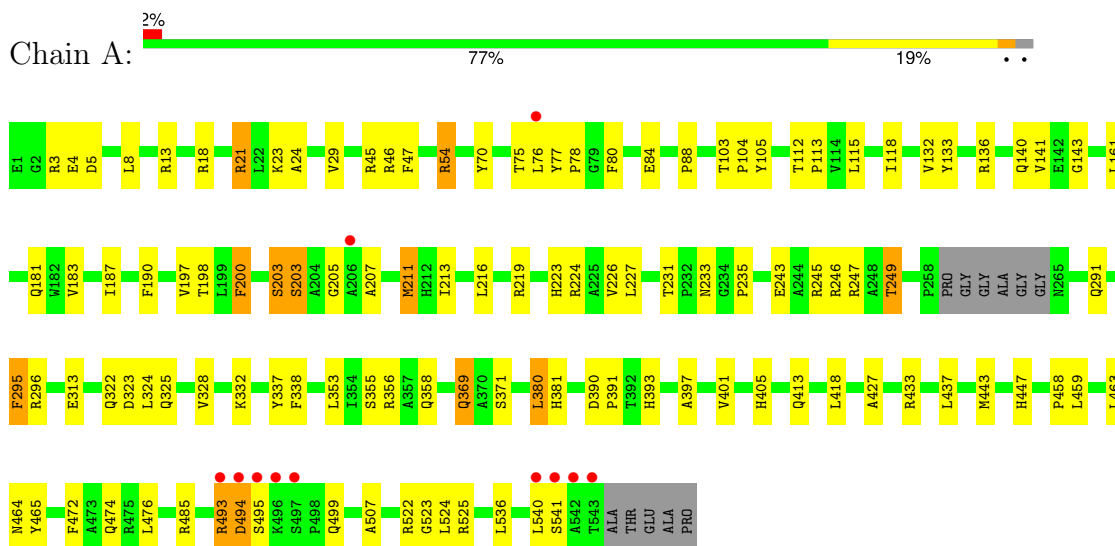 2%
Chain A:
77% 19% • •
E1 G2 R3 E4 D5 L8 R13 R18 R21 L22 K23 A24 V29 R45 R46 F47 R54 Y70 T75 L76 Y77 P78 G79 F80 E84 P88 T103 P104 Y105 T112 P113 V114 L115 I118 V132 Y133 R136 Q140 V141 E142 G143 L161
Q181 W182 V183 I187 F190 V197 T198 L199 F200 S203 S203 A204 G205 A206 A207 M211 H212 I213 L216 R219 H223 R224 A225 V226 L227 T231 P232 N233 G234 P235 E243 A244 R245 R246 R247 A248 T249 P258 PRO GLY GLY ALA GLY GLY N265 Q291
F295 R296 E313 Q322 D323 L324 Q325 V328 K332 Y337 F338 L353 I354 S355 R356 A357 Q358 Q369 A370 S371 L380 H381 D390 P391 T392 H393 A397 V401 H405 Q413 L418 A427 R433 L437 M443 H447 P458 L459 L463
N464 Y465 F472 A473 Q474 R475 L476 R485 R493 D494 S495 K496 S497 P498 Q499 A507 R522 G523 L524 R525 L536 L540 S541 A542 T543 ALA THR GLU ALA PRO